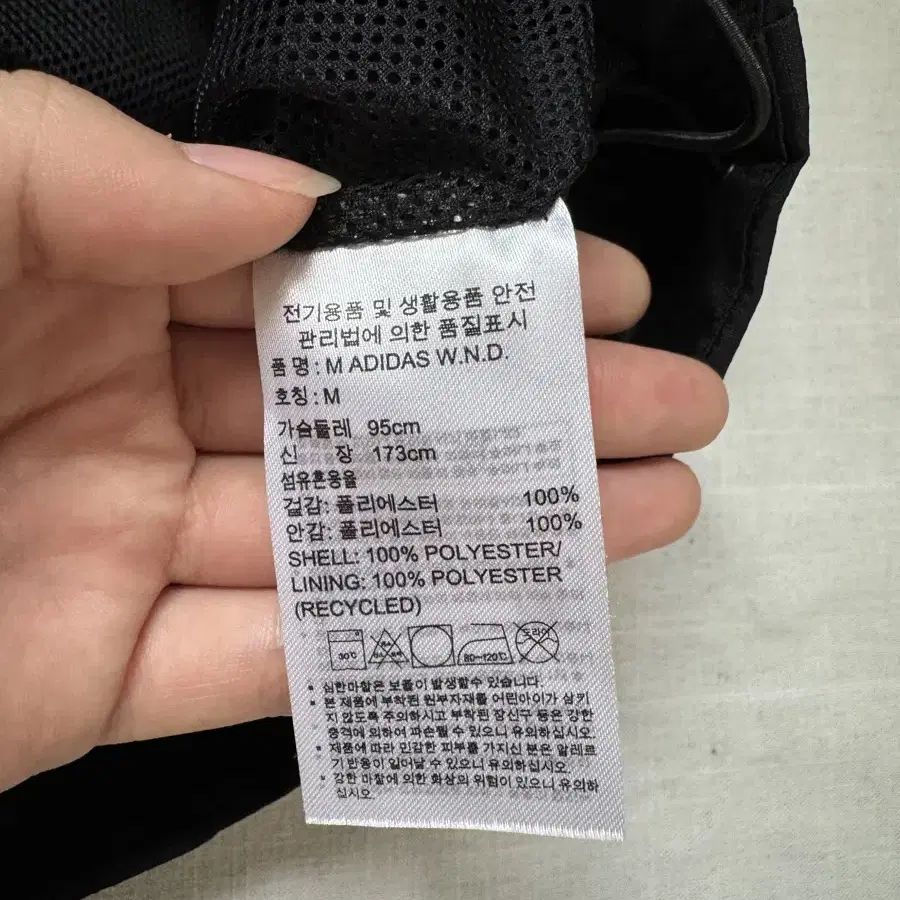 전기용품 및 생활용품 안전
관리법에 의한 품질표시
품 명 : M ADIDAS W.N.D.
호칭 : M
가슴둘레 95cm
신 장 173cm
섬유혼용율
겉감: 폴리에스터 100%
안감: 폴리에스터 100%
SHELL: 100% POLYESTER/
LINING: 100% POLYESTER
(RECYCLED)
30℃ 80~120℃ 드라이
• 심한마찰은 보풀이 발생할수 있습니다.
• 본 제품에 부착된 원부자재를 어린아이가 삼키
지 않도록 주의하시고 부착된 장신구 등은 강한
충격에 의하여 파손될 수 있으니 유의하십시오.
• 제품에 따라 민감한 피부를 가지신 분은 알레르
기 반응이 일어날 수 있으니 유의하십시오.
• 강한 마찰에 의한 화상의 위험이 있으니 유의하
십시오.